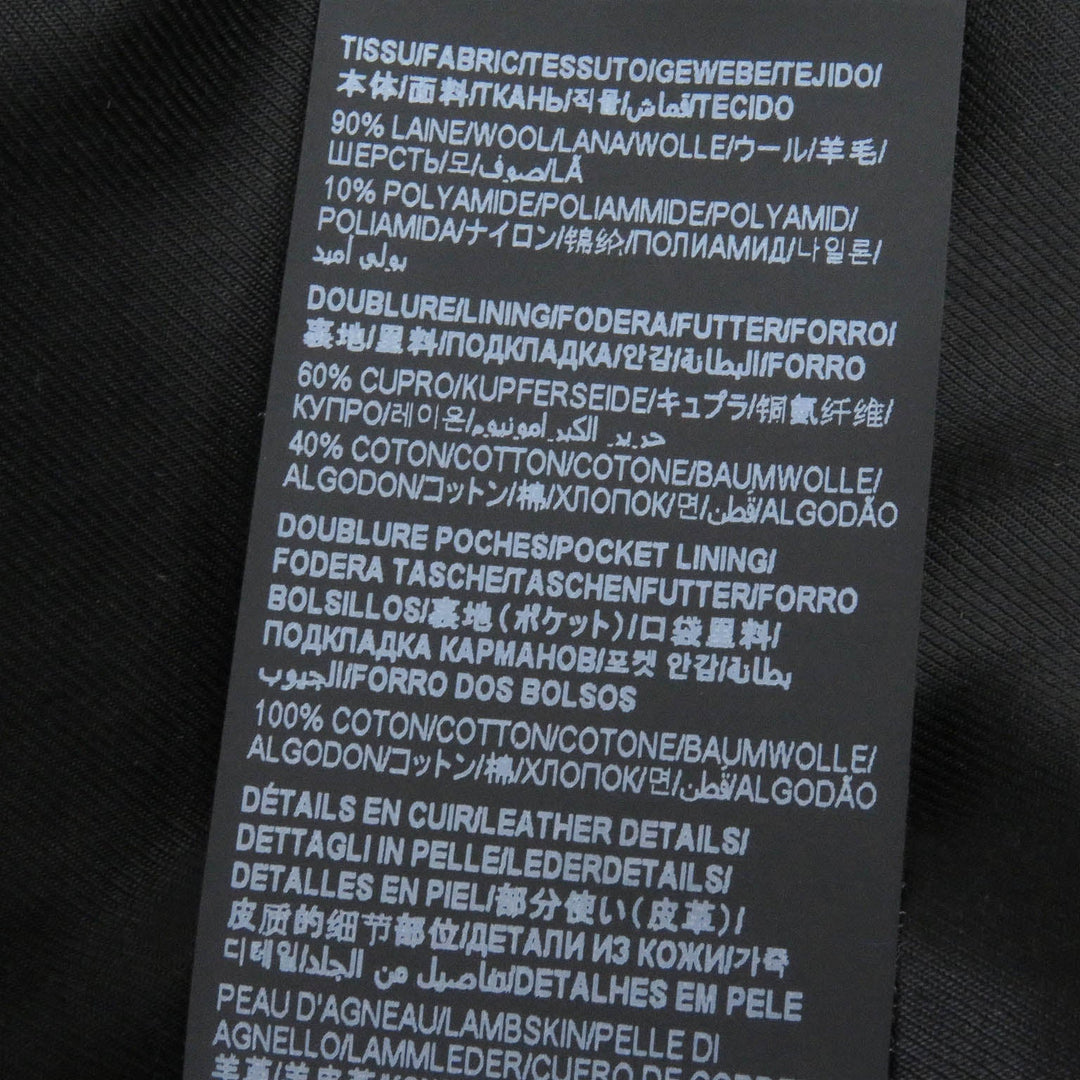 TISSU/FABRIC/TESSUTO/GEWEBE/TEJIDO/
本体/面料/ТКАНЬ/직물/قماش/TECIDO
90% LAINE/WOOL/LANA/WOLLE/ウール/羊毛/
ШЕРСТЬ/모/صوف/LÃ
10% POLYAMIDE/POLIAMMIDE/POLYAMID/
POLIAMIDA/ナイロン/锦纶/ПОЛИАМИД/나일론/
بولي أميد
DOUBLURE/LINING/FODERA/FUTTER/FORRO/
裏地/里料/ПОДКЛАДКА/안감/البطانة/FORRO
60% CUPRO/KUPFERSEIDE/キュプラ/铜氨纤维/
КУПРО/레이온/حرير الكبر أمونيوم
40% COTON/COTTON/COTONE/BAUMWOLLE/
ALGODON/コットン/棉/ХЛОПОК/면/قطن/ALGODÃO
DOUBLURE POCHES/POCKET LINING/
FODERA TASCHE/TASCHENFUTTER/FORRO
BOLSILLOS/裏地(ポケット)/口袋里料/
ПОДКЛАДКА КАРМАНОВ/포켓 안감/بطانة
الجيوب/FORRO DOS BOLSOS
100% COTON/COTTON/COTONE/BAUMWOLLE/
ALGODON/コットン/棉/ХЛОПОК/면/قطن/ALGODÃO
DÉTAILS EN CUIR/LEATHER DETAILS/
DETTAGLI IN PELLE/LEDERDETAILS/
DETALLES EN PIEL/部分使い(皮革)/
皮质的细节部位/ДЕТАЛИ ИЗ КОЖИ/가죽
디테일/تفاصيل من الجلد/DETALHES EM PELE
PEAU D'AGNEAU/LAMBSKIN/PELLE DI
AGNELLO/LAMMLEDER/CUERO DE